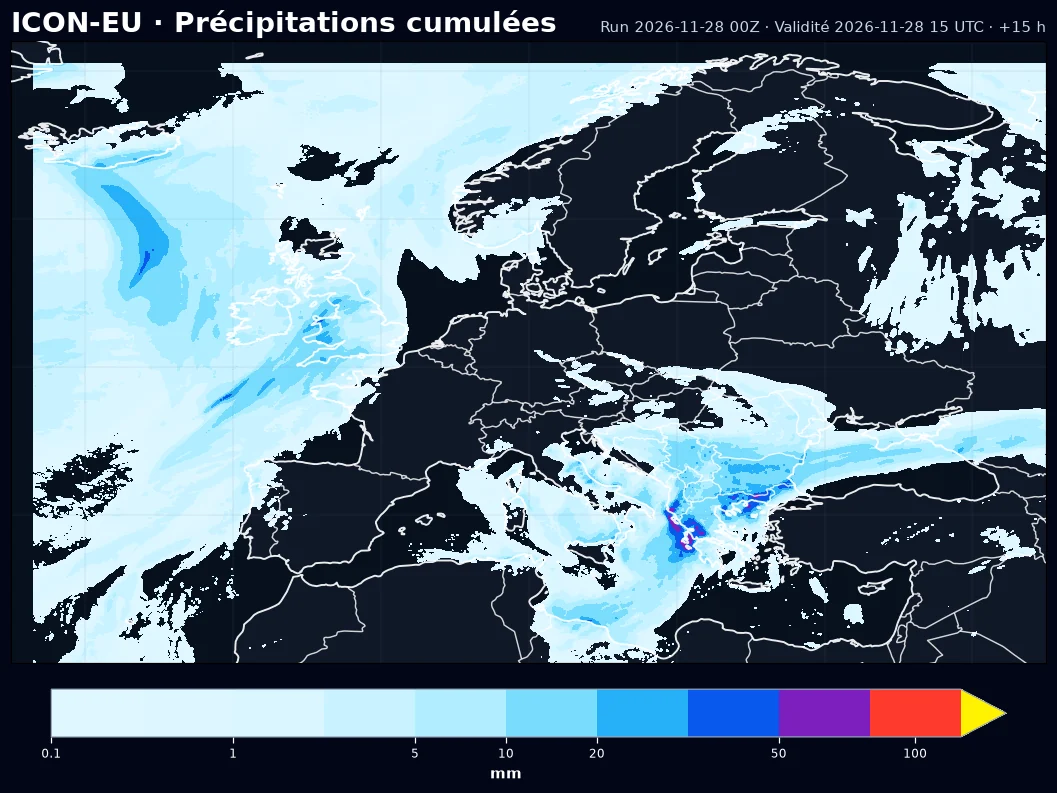 ICON-EU · Précipitations cumulées
Run 2026-11-28 00Z · Validité 2026-11-28 15 UTC · +15 h
0.1 1 5 10 20 50 100
mm